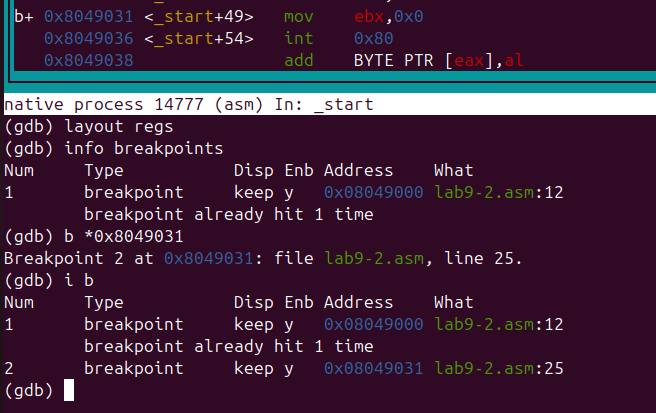 b+ 0x8049031 <_start+49>   mov    ebx,0x0
   0x8049036 <_start+54>   int    0x80
   0x8049038               add    BYTE PTR [eax],al
native process 14777 (asm) In: _start
(gdb) layout regs
(gdb) info breakpoints
Num     Type           Disp Enb Address    What
1       breakpoint     keep y   0x08049000 lab9-2.asm:12
        breakpoint already hit 1 time
(gdb) b *0x8049031
Breakpoint 2 at 0x8049031: file lab9-2.asm, line 25.
(gdb) i b
Num     Type           Disp Enb Address    What
1       breakpoint     keep y   0x08049000 lab9-2.asm:12
        breakpoint already hit 1 time
2       breakpoint     keep y   0x08049031 lab9-2.asm:25
(gdb)